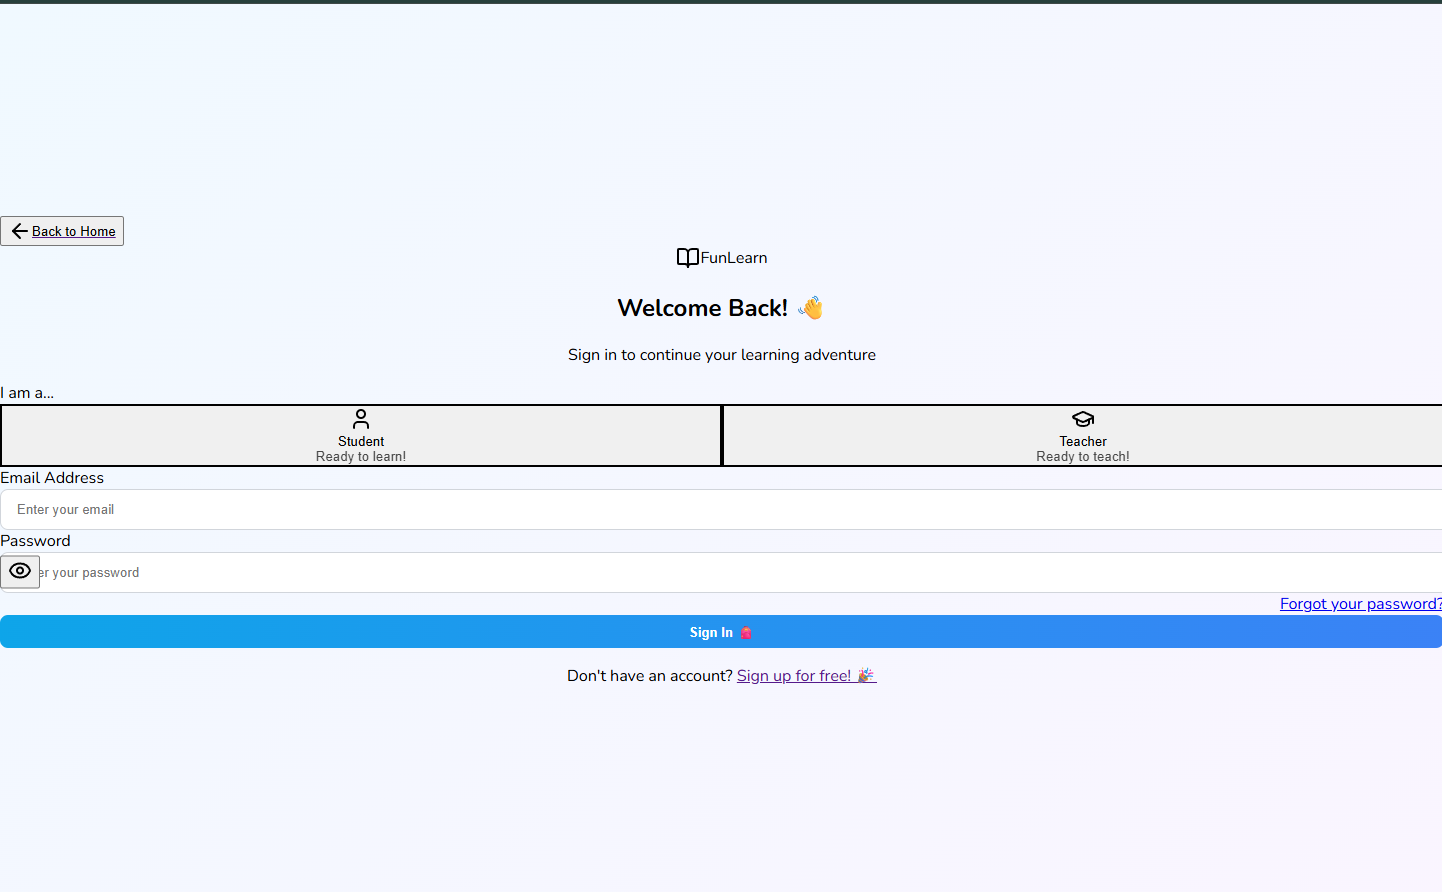 Back to Home
FunLearn
Welcome Back! 👋
Sign in to continue your learning adventure
I am a...
Student
Ready to learn!
Teacher
Ready to teach!
Email Address
Enter your email
Password
your password
Forgot your password?
Sign In
Don't have an account? Sign up for free! 🎉